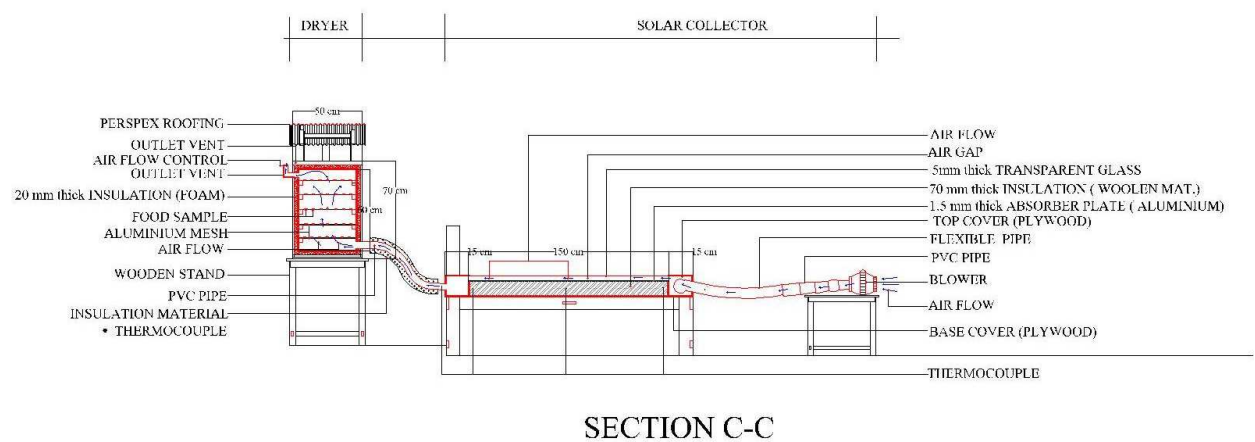 DRYER
SOLAR COLLECTOR
50 cm
PERSPEX ROOFING
OUTLET VENT
AIR FLOW CONTROL
OUTLET VENT
20 mm thick INSULATION (FOAM)
FOOD SAMPLE
ALUMINIUM MESH
AIR FLOW
WOODEN STAND
PVC PIPE
INSULATION MATERIAL
• THERMOCOUPLE
70 cm
60 cm
15 cm
150 cm
15 cm
AIR FLOW
AIR GAP
5mm thick TRANSPARENT GLASS
70 mm thick INSULATION ( WOOLEN MAT.)
1.5 mm thick ABSORBER PLATE ( ALUMINIUM)
TOP COVER (PLYWOOD)
FLEXIBLE PIPE
PVC PIPE
BLOWER
AIR FLOW
BASE COVER (PLYWOOD)
THERMOCOUPLE
SECTION C-C